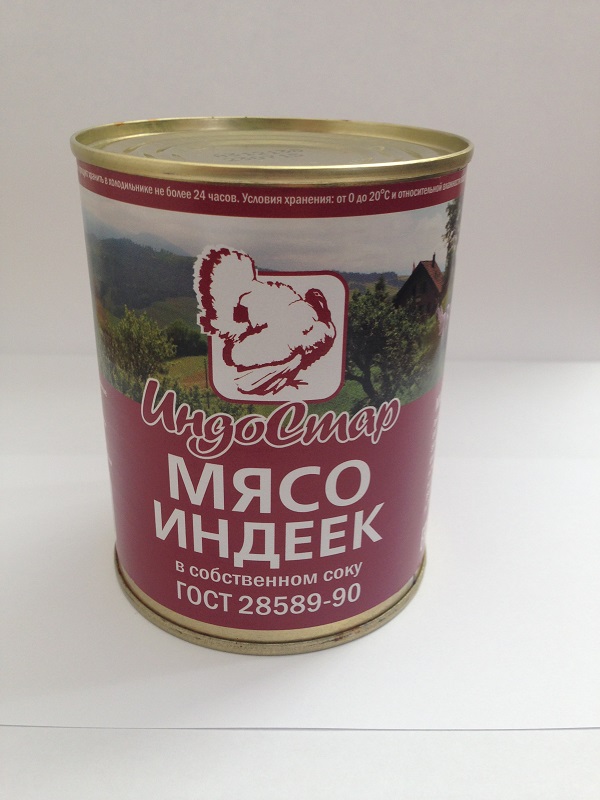 хранить в холодильнике не более 24 часов. Условия хранения: от 0 до 20°С и относительной
ИндоСтар
МЯСО
ИНДЕЕК
в собственном соку
ГОСТ 28589-90